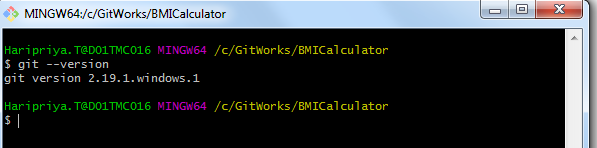 MINGW64:/c/GitWorks/BMICalculator
Haripriya.T@D01TMC016 MINGW64 /c/GitWorks/BMICalculator
$ git --version
git version 2.19.1.windows.1
Haripriya.T@D01TMC016 MINGW64 /c/GitWorks/BMICalculator
$